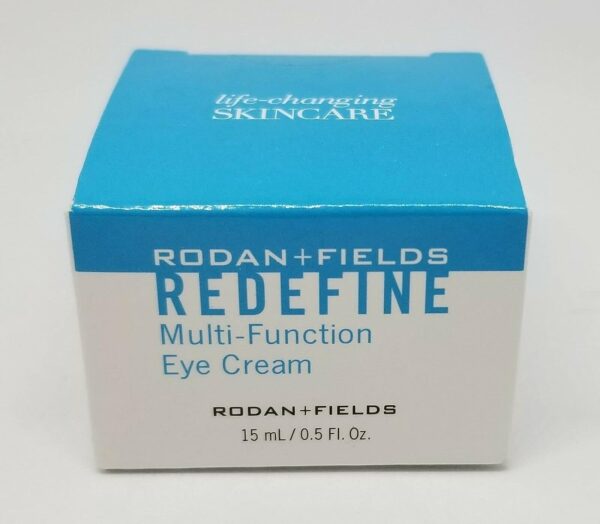 life-changing
SKINCARE
RODAN+FIELDS
REDEFINE
Multi-Function
Eye Cream
RODAN+FIELDS
15 mL / 0.5 Fl. Oz.